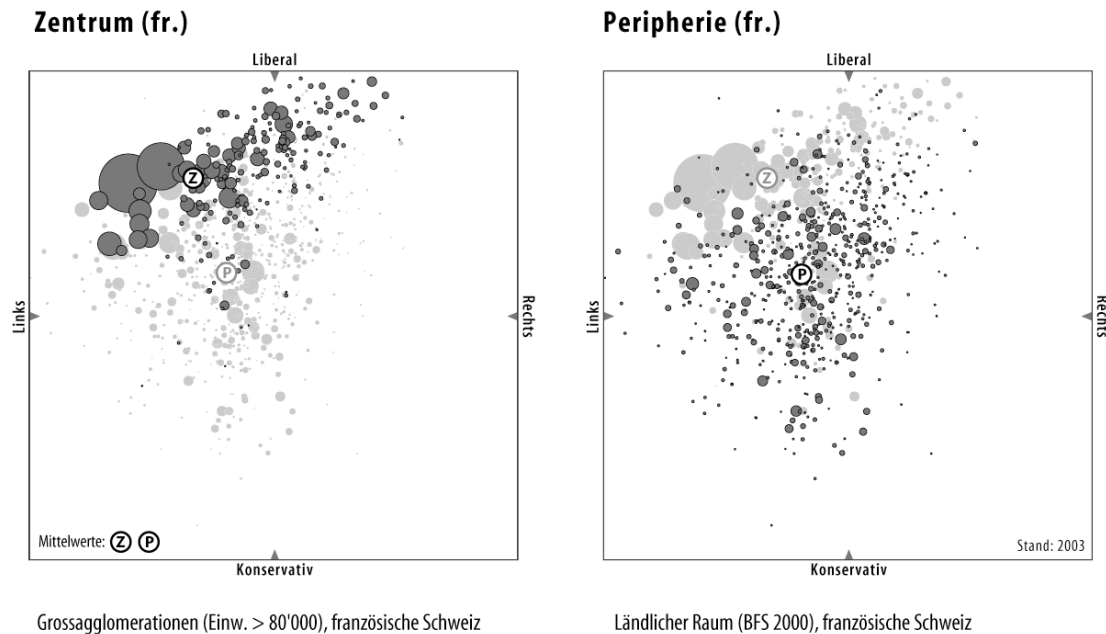 Zentrum (fr.)
Liberal
Links
Rechts
Z
P
Mittelwerte: Z P
Konservativ
Grossagglomerationen (Einw. > 80'000), französische Schweiz
Peripherie (fr.)
Liberal
Links
Rechts
Z
P
Stand: 2003
Konservativ
Ländlicher Raum (BFS 2000), französische Schweiz